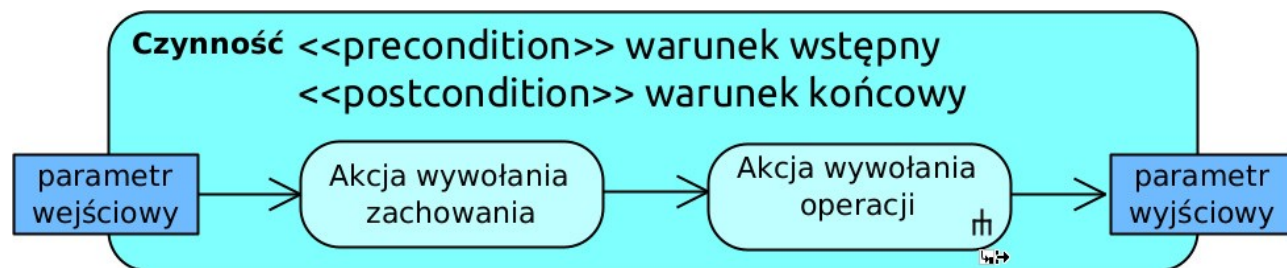 Czynność <<precondition>> warunek wstępny
<<postcondition>> warunek końcowy
parametr
wejściowy
Akcja wywołania
zachowania
Akcja wywołania
operacji
parametr
wyjściowy